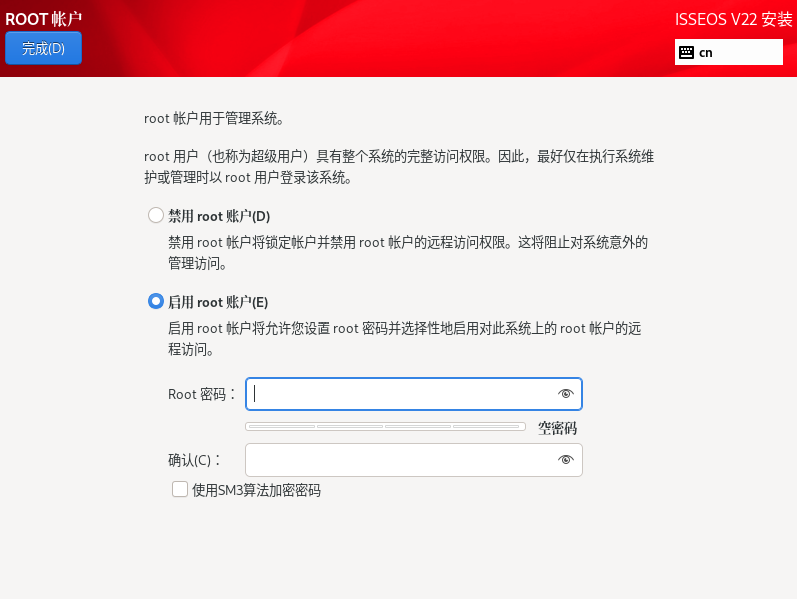 ROOT 帐户
ISSEOS V22 安装
完成(D)
cn
root 帐户用于管理系统。
root 用户（也称为超级用户）具有整个系统的完整访问权限。因此，最好仅在执行系统维
护或管理时以 root 用户登录该系统。
禁用 root 账户(D)
禁用 root 帐户将锁定帐户并禁用 root 帐户的远程访问权限。这将阻止对系统意外的
管理访问。
启用 root 账户(E)
启用 root 帐户将允许您设置 root 密码并选择性地启用对此系统上的 root 帐户的远
程访问。
Root 密码：
空密码
确认(C)：
使用SM3算法加密密码